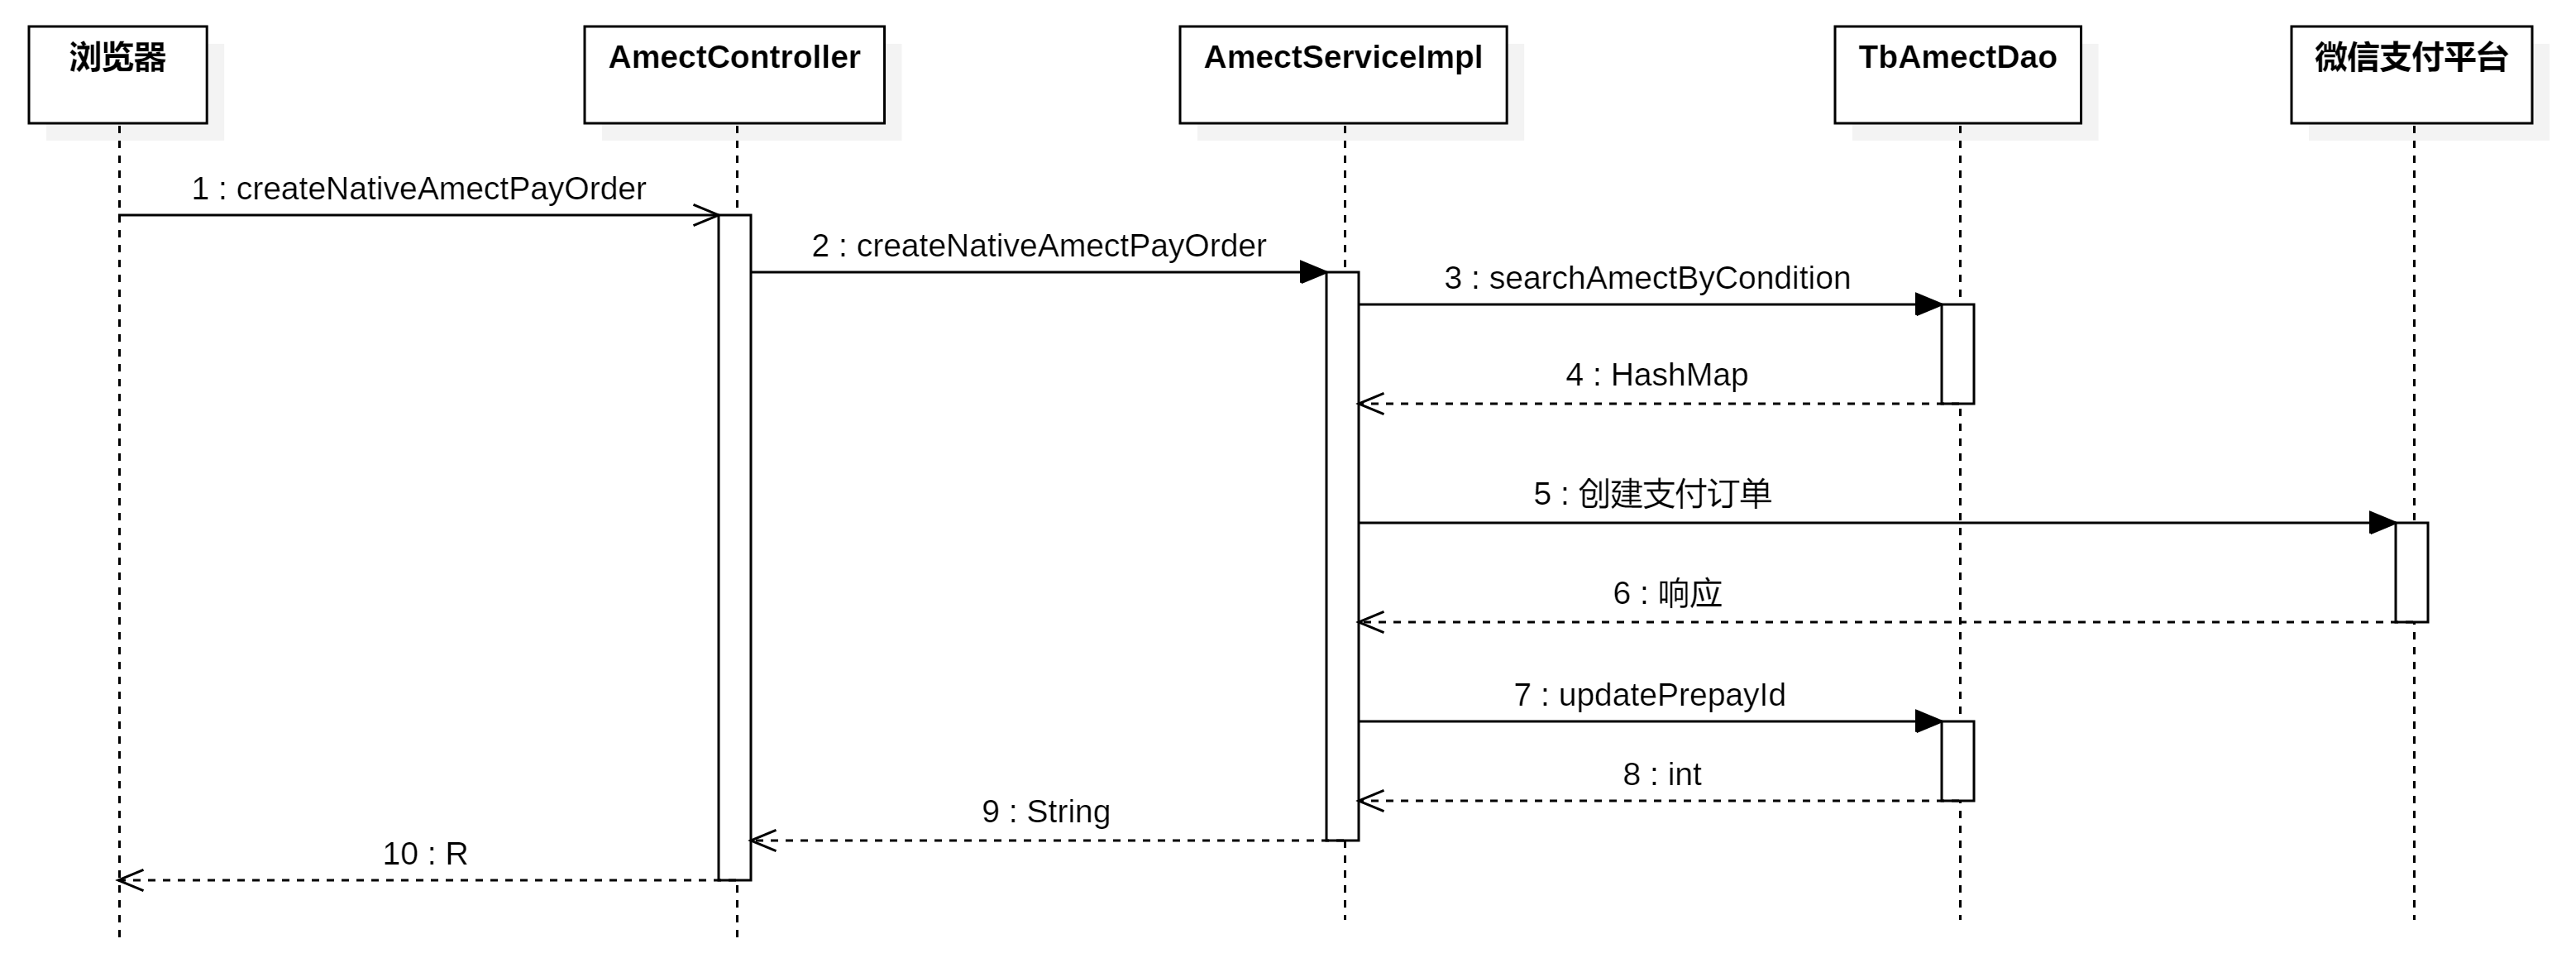 浏览器
AmectController
AmectServiceImpl
TbAmectDao
微信支付平台
1 : createNativeAmectPayOrder
2 : createNativeAmectPayOrder
3 : searchAmectByCondition
4 : HashMap
5 : 创建支付订单
6 : 响应
7 : updatePrepayId
8 : int
9 : String
10 : R